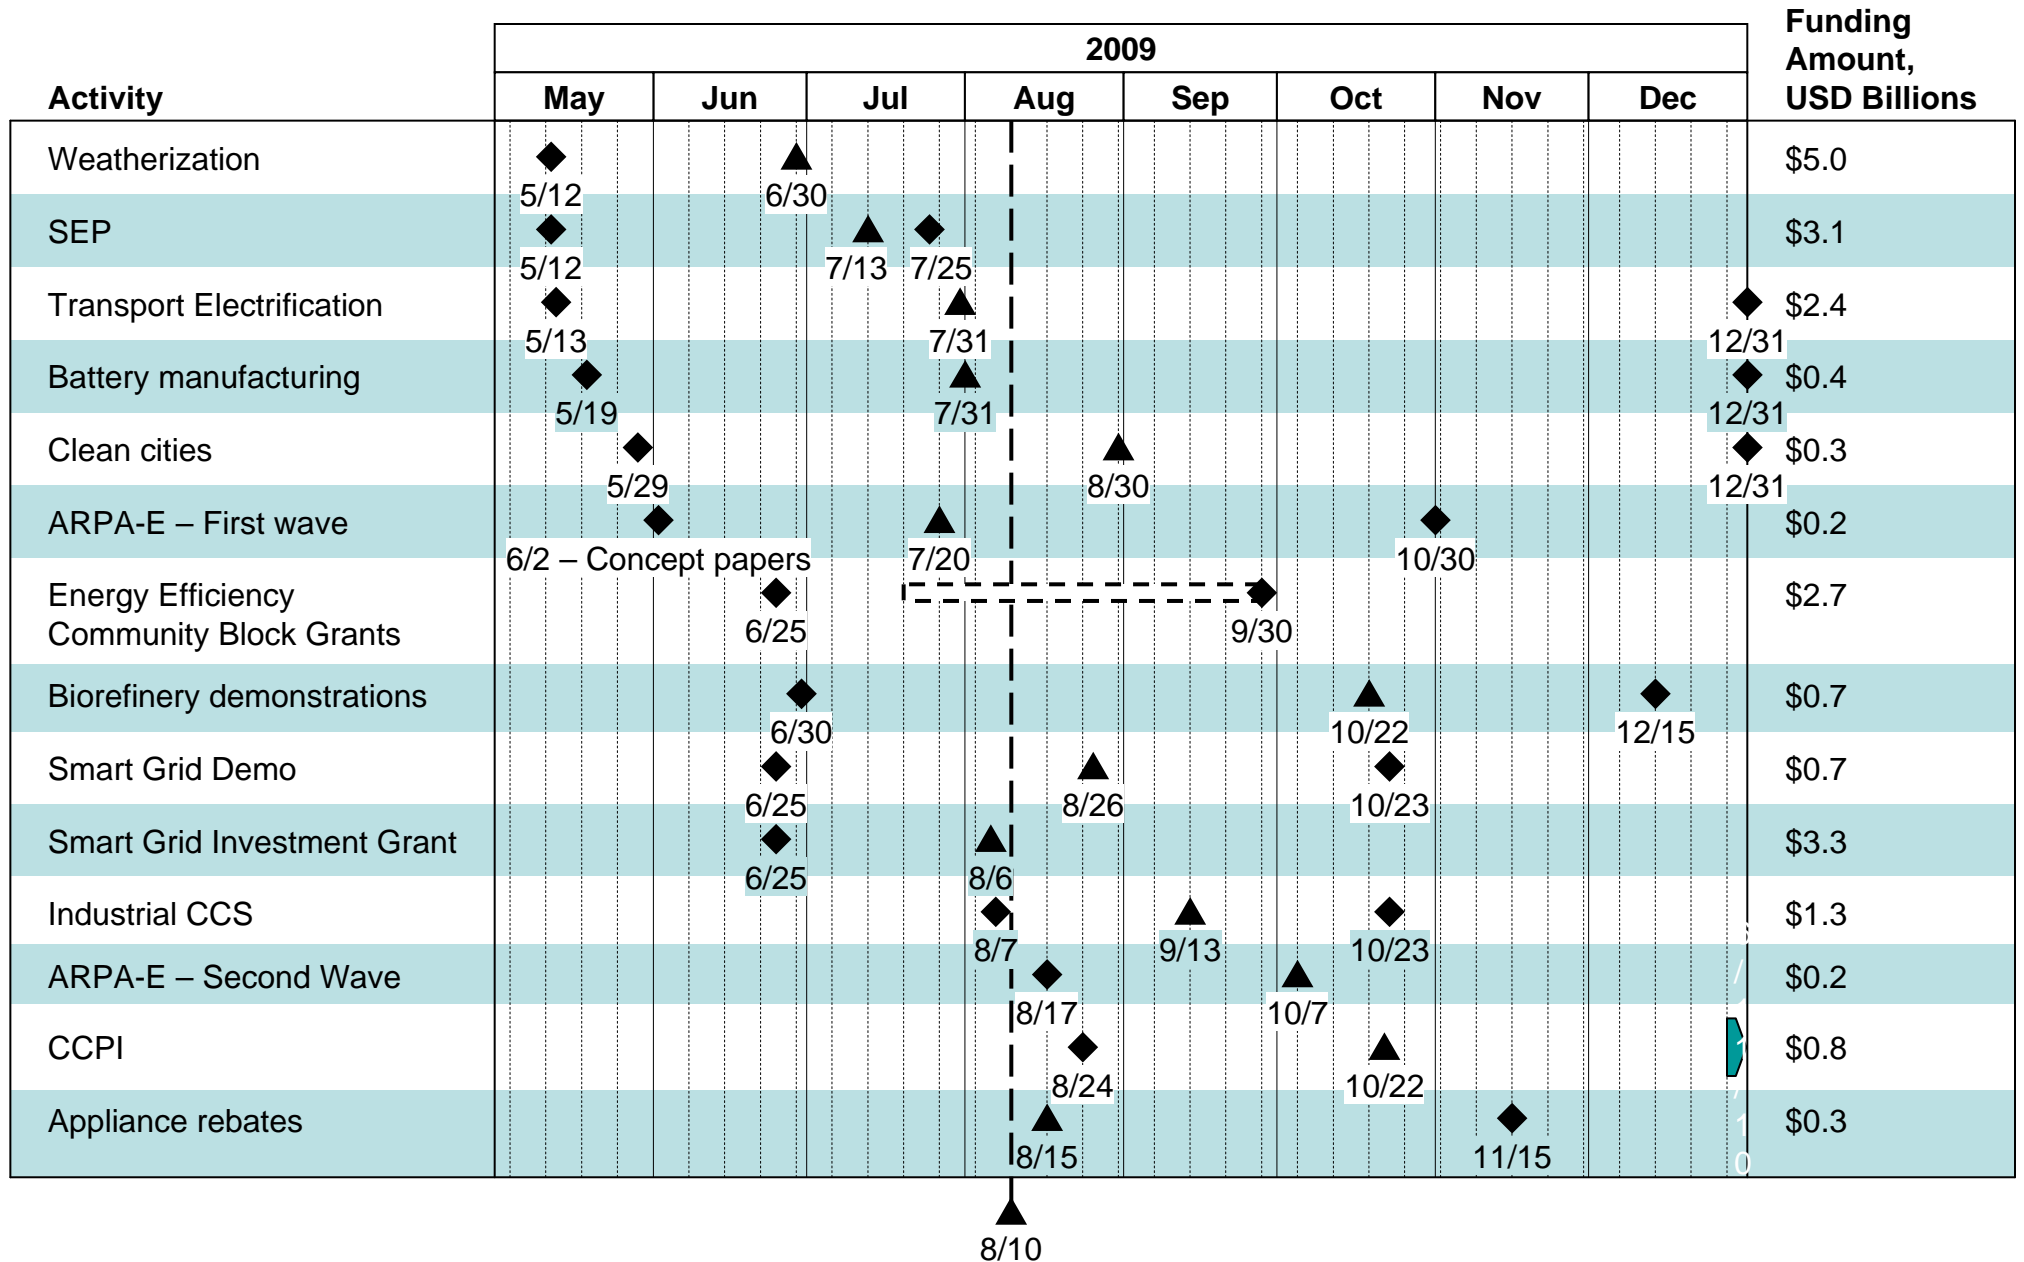 Funding
Amount,
USD Billions
2009
Activity
May
Jun
Jul
Aug
Sep
Oct
Nov
Dec
Weatherization
5/12
6/30
$5.0
SEP
5/12
7/13
7/25
$3.1
Transport Electrification
5/13
7/31
12/31
$2.4
Battery manufacturing
5/19
7/31
12/31
$0.4
Clean cities
5/29
8/30
12/31
$0.3
ARPA-E – First wave
6/2 – Concept papers
7/20
10/30
$0.2
Energy Efficiency
Community Block Grants
6/25
9/30
$2.7
Biorefinery demonstrations
6/30
10/22
12/15
$0.7
Smart Grid Demo
6/25
8/26
10/23
$0.7
Smart Grid Investment Grant
6/25
8/6
$3.3
Industrial CCS
8/7
9/13
10/23
$1.3
ARPA-E – Second Wave
8/17
10/7
$0.2
CCPI
8/24
10/22
$0.8
Appliance rebates
8/15
11/15
$0.3
8/10